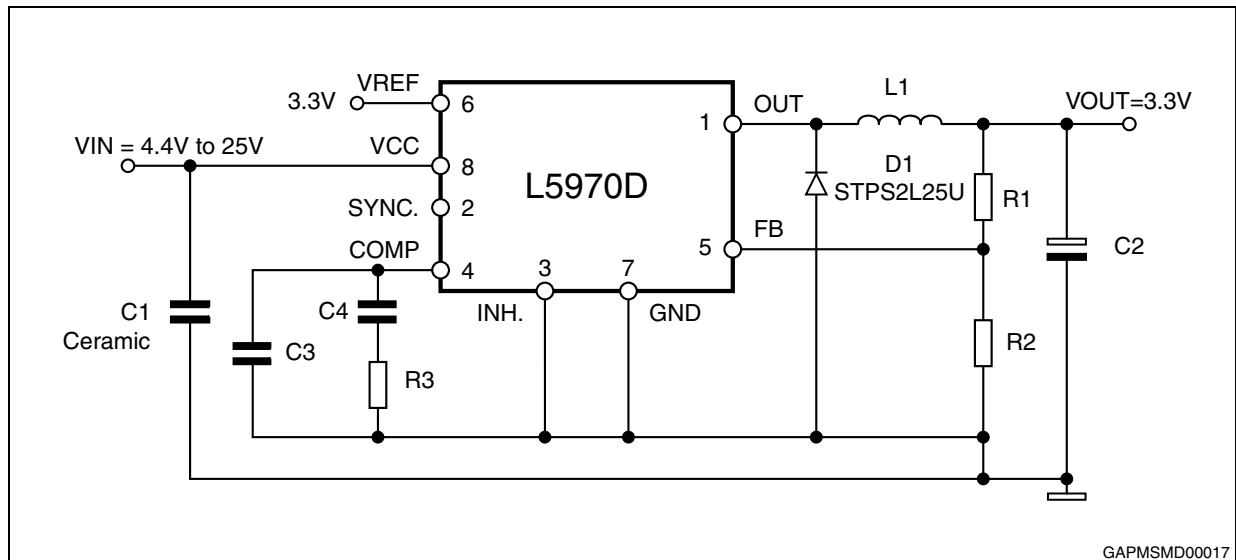 VREF
3.3V
6
OUT
L1
1
VOUT=3.3V
VIN = 4.4V to 25V
VCC
8
L5970D
D1
STPS2L25U
R1
SYNC.
2
FB
5
C2
COMP
4
3
7
INH.
GND
C1
Ceramic
C4
C3
R3
R2
GAPMSMD00017